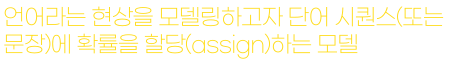 언어라는 현상을 모델링하고자 단어 시퀀스(또는
문장)에 확률을 할당(assign)하는 모델